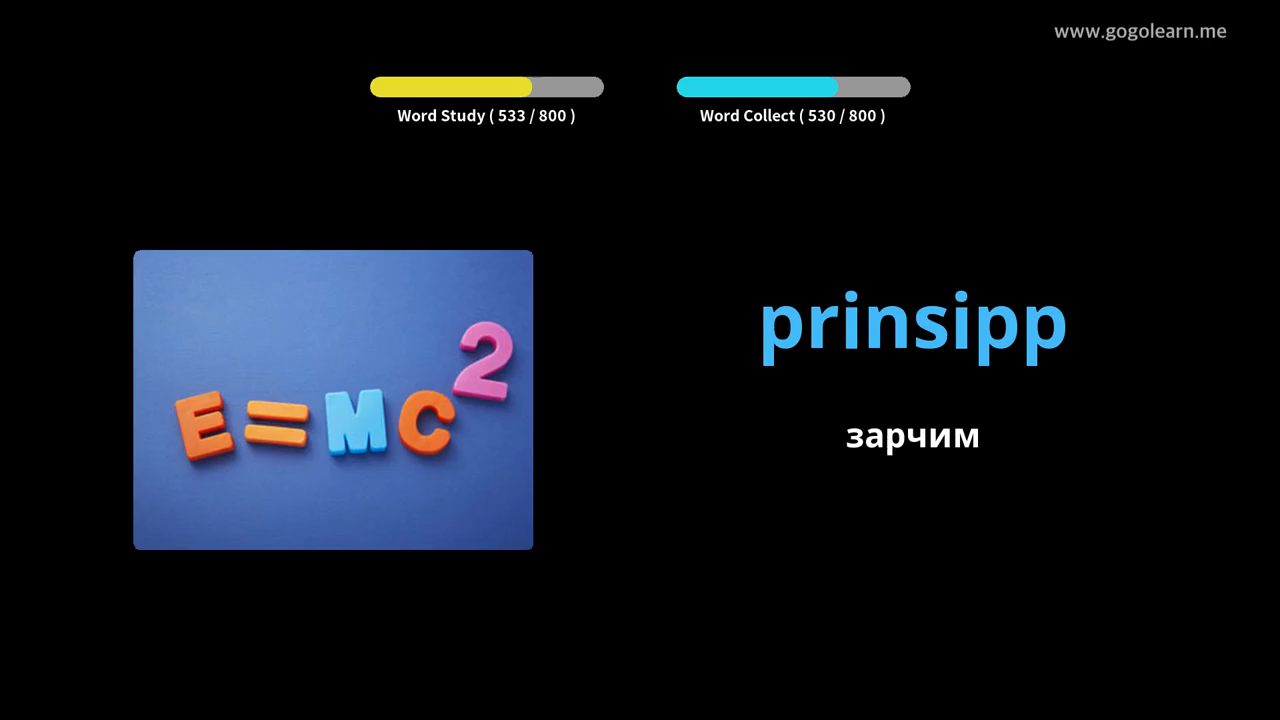 www.gogolearn.me
Word Study ( 533 / 800 )
Word Collect ( 530 / 800 )
E=MC²
prinsipp
зарчим